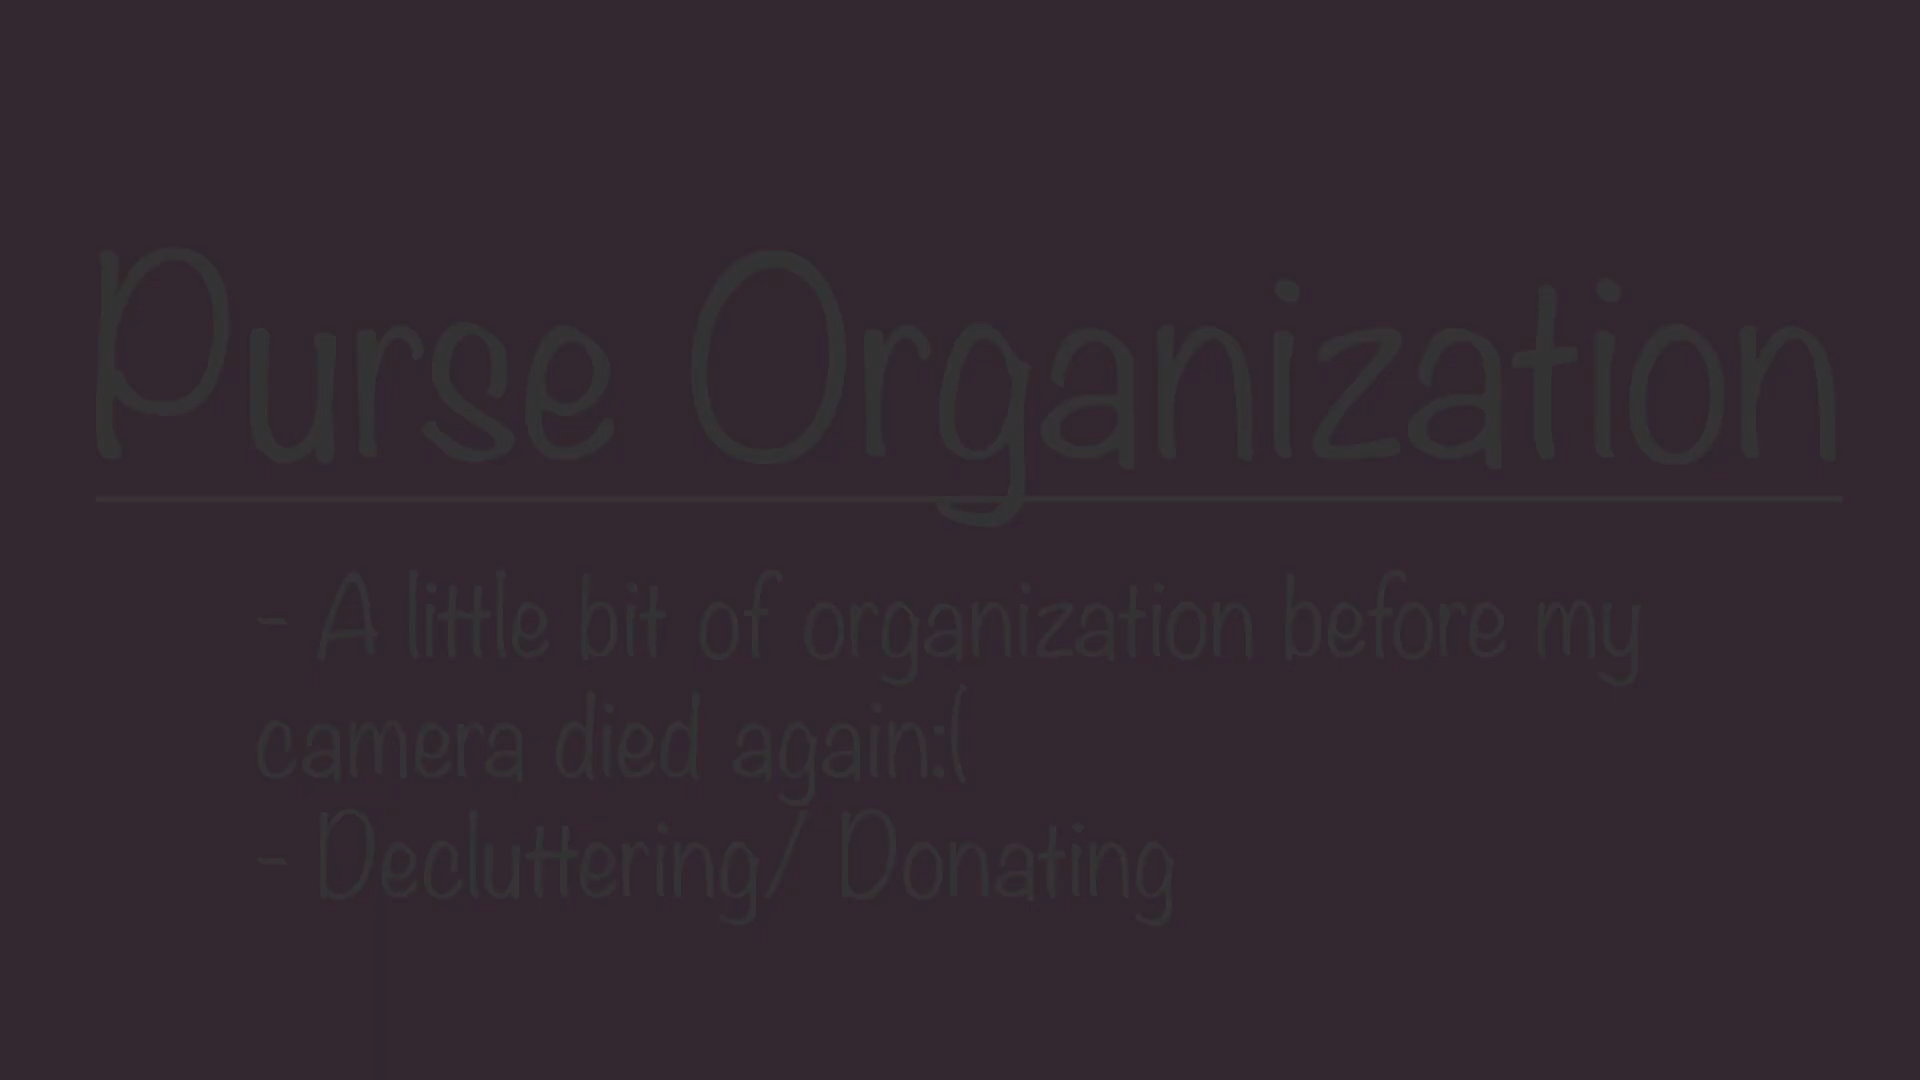 Purse Organization
- A little bit of organization before my
camera died again:(
- Decluttering/ Donating